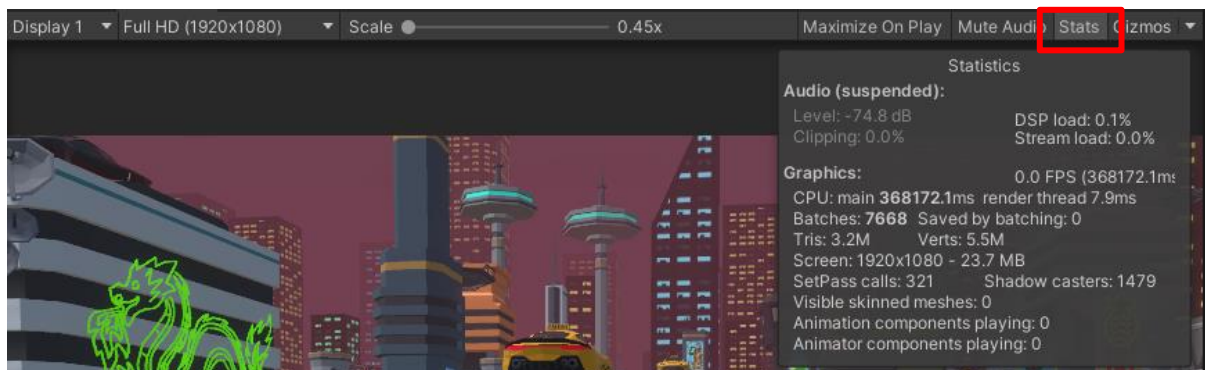 Display 1 Full HD (1920x1080) Scale 0.45x Maximize On Play Mute Audio Stats Gizmos
Statistics
Audio (suspended):
Level: -74.8 dB DSP load: 0.1%
Clipping: 0.0% Stream load: 0.0%
Graphics: 0.0 FPS (368172.1ms
CPU: main 368172.1ms render thread 7.9ms
Batches: 7668 Saved by batching: 0
Tris: 3.2M Verts: 5.5M
Screen: 1920x1080 - 23.7 MB
SetPass calls: 321 Shadow casters: 1479
Visible skinned meshes: 0
Animation components playing: 0
Animator components playing: 0